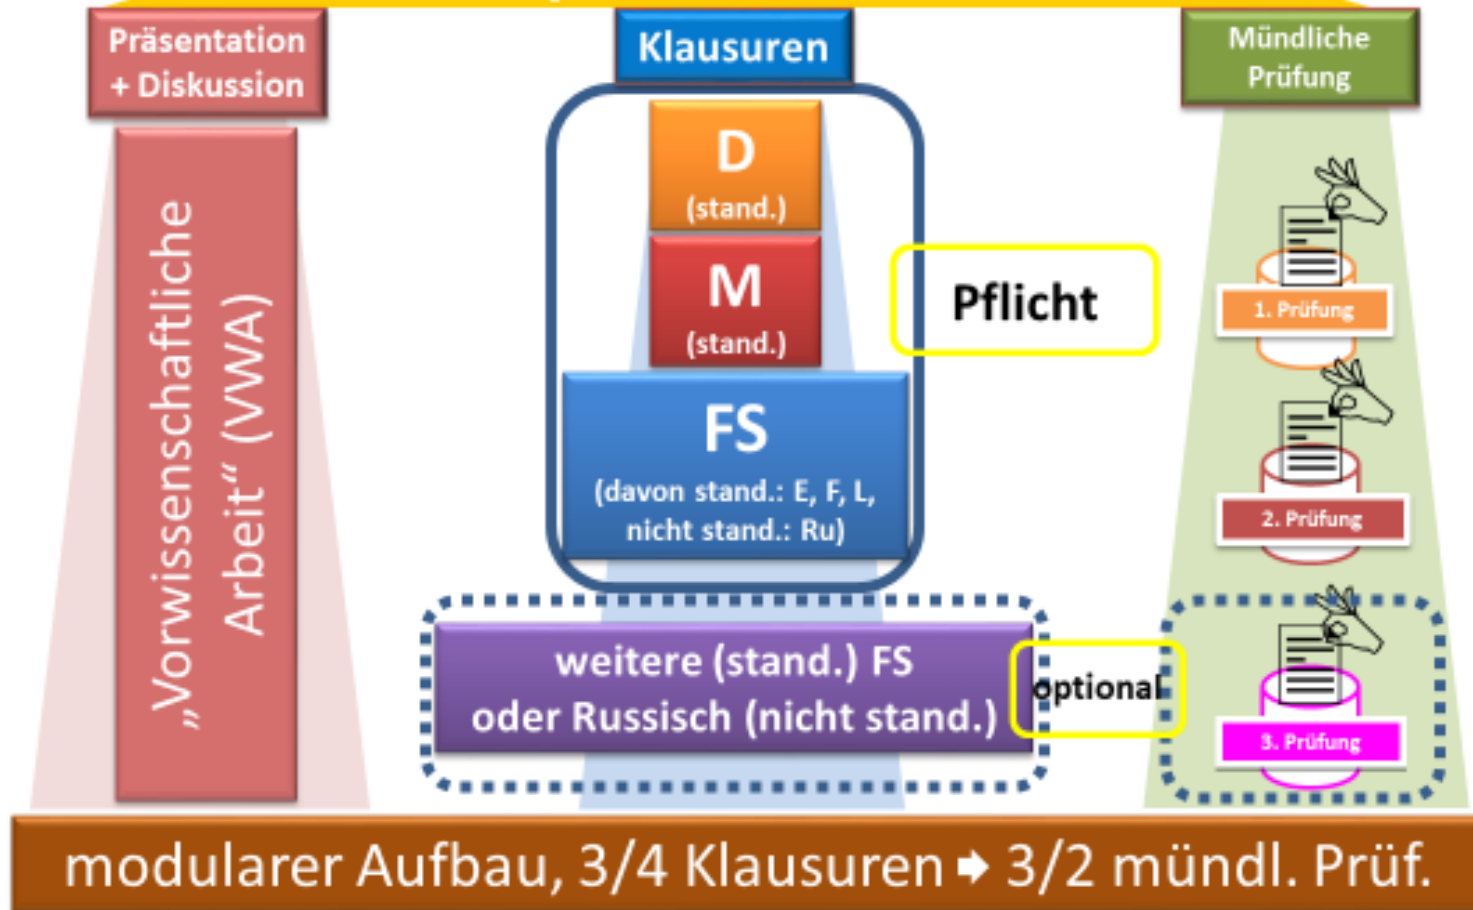 Präsentation
+ Diskussion
„Vorwissenschaftliche
Arbeit“ (VWA)
Klausuren
D
(stand.)
M
(stand.)
FS
(davon stand.: E, F, L,
nicht stand.: Ru)
Pflicht
weitere (stand.) FS
oder Russisch (nicht stand.)
optional
Mündliche
Prüfung
1. Prüfung
2. Prüfung
3. Prüfung
modularer Aufbau, 3/4 Klausuren 🡆 3/2 mündl. Prüf.